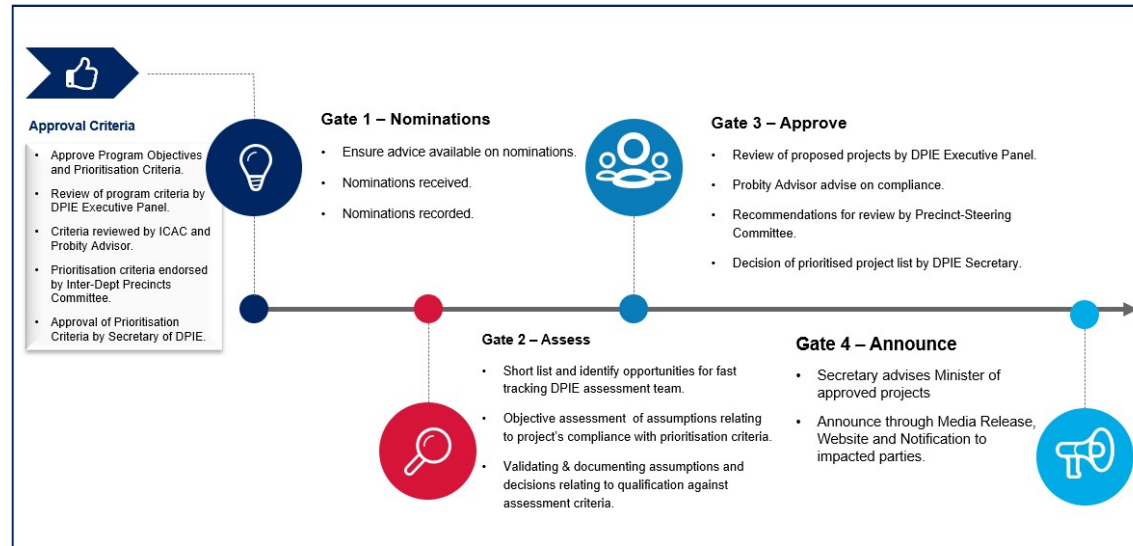 Approval Criteria
• Approve Program Objectives
and Prioritisation Criteria.
• Review of program criteria by
DPIE Executive Panel.
• Criteria reviewed by ICAC and
Probity Advisor.
• Prioritisation criteria endorsed
by Inter-Dept Precincts
Committee.
• Approval of Prioritisation
Criteria by Secretary of DPIE.
Gate 1 – Nominations
• Ensure advice available on nominations.
• Nominations received.
• Nominations recorded.
Gate 2 – Assess
• Short list and identify opportunities for fast
tracking DPIE assessment team.
• Objective assessment of assumptions relating
to project's compliance with prioritisation criteria.
• Validating & documenting assumptions and
decisions relating to qualification against
assessment criteria.
Gate 3 – Approve
• Review of proposed projects by DPIE Executive Panel.
• Probity Advisor advise on compliance.
• Recommendations for review by Precinct-Steering
Committee.
• Decision of prioritised project list by DPIE Secretary.
Gate 4 – Announce
• Secretary advises Minister of
approved projects
• Announce through Media Release,
Website and Notification to
impacted parties.